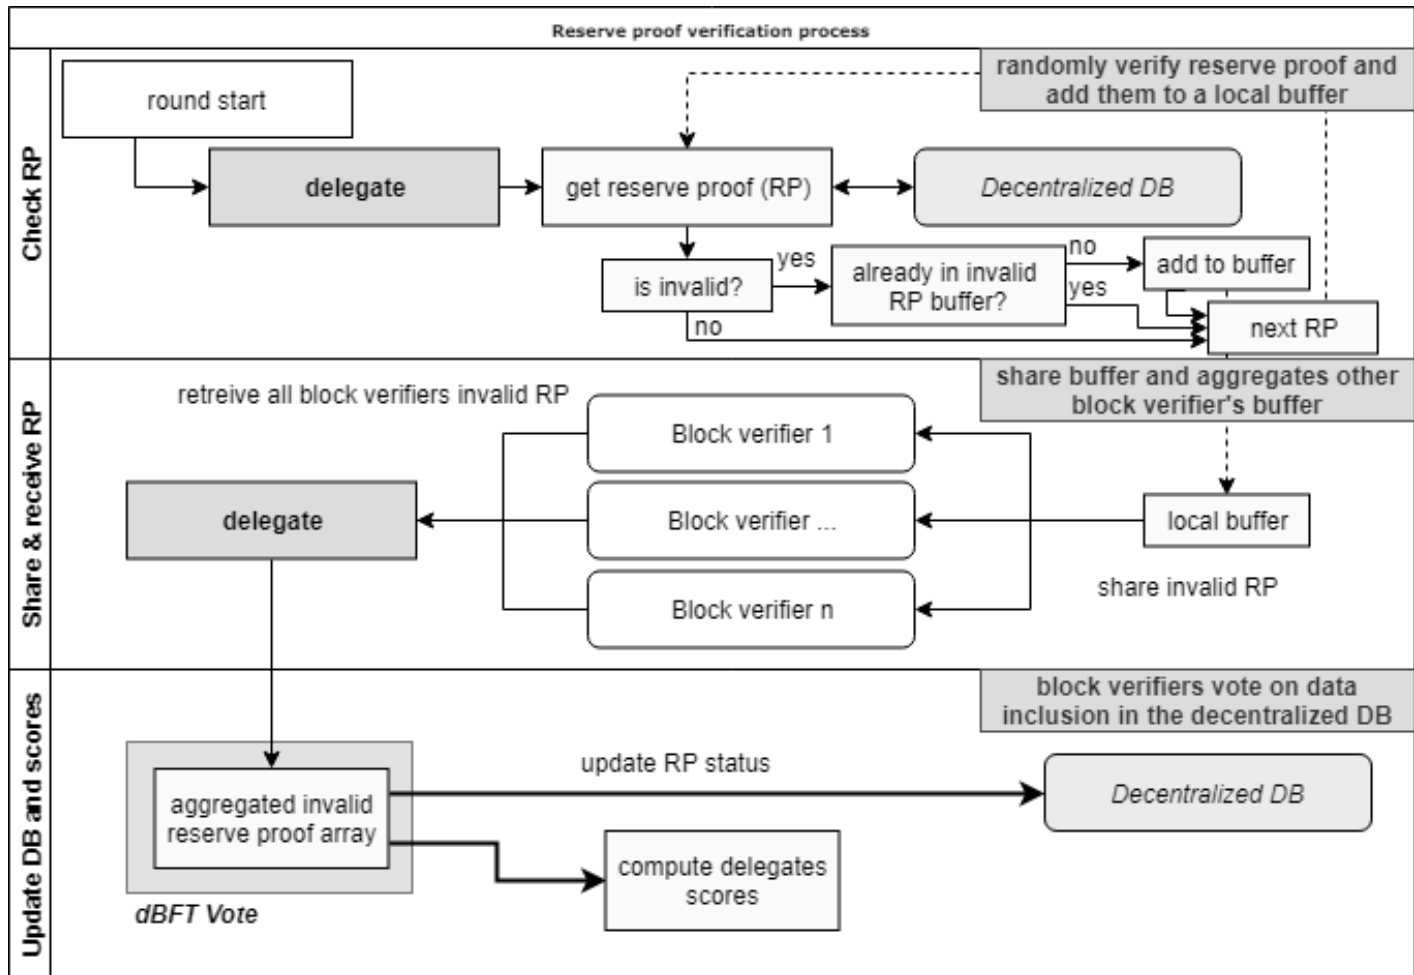 Reserve proof verification process
Check RP
randomly verify reserve proof and
add them to a local buffer
round start
delegate
get reserve proof (RP)
Decentralized DB
is invalid?
yes
already in invalid
RP buffer?
no
add to buffer
yes
next RP
no
Share & receive RP
share buffer and aggregates other
block verifier's buffer
retreive all block verifiers invalid RP
Block verifier 1
delegate
Block verifier ...
local buffer
Block verifier n
share invalid RP
Update DB and scores
block verifiers vote on data
inclusion in the decentralized DB
update RP status
aggregated invalid
reserve proof array
Decentralized DB
compute delegates
scores
dBFT Vote